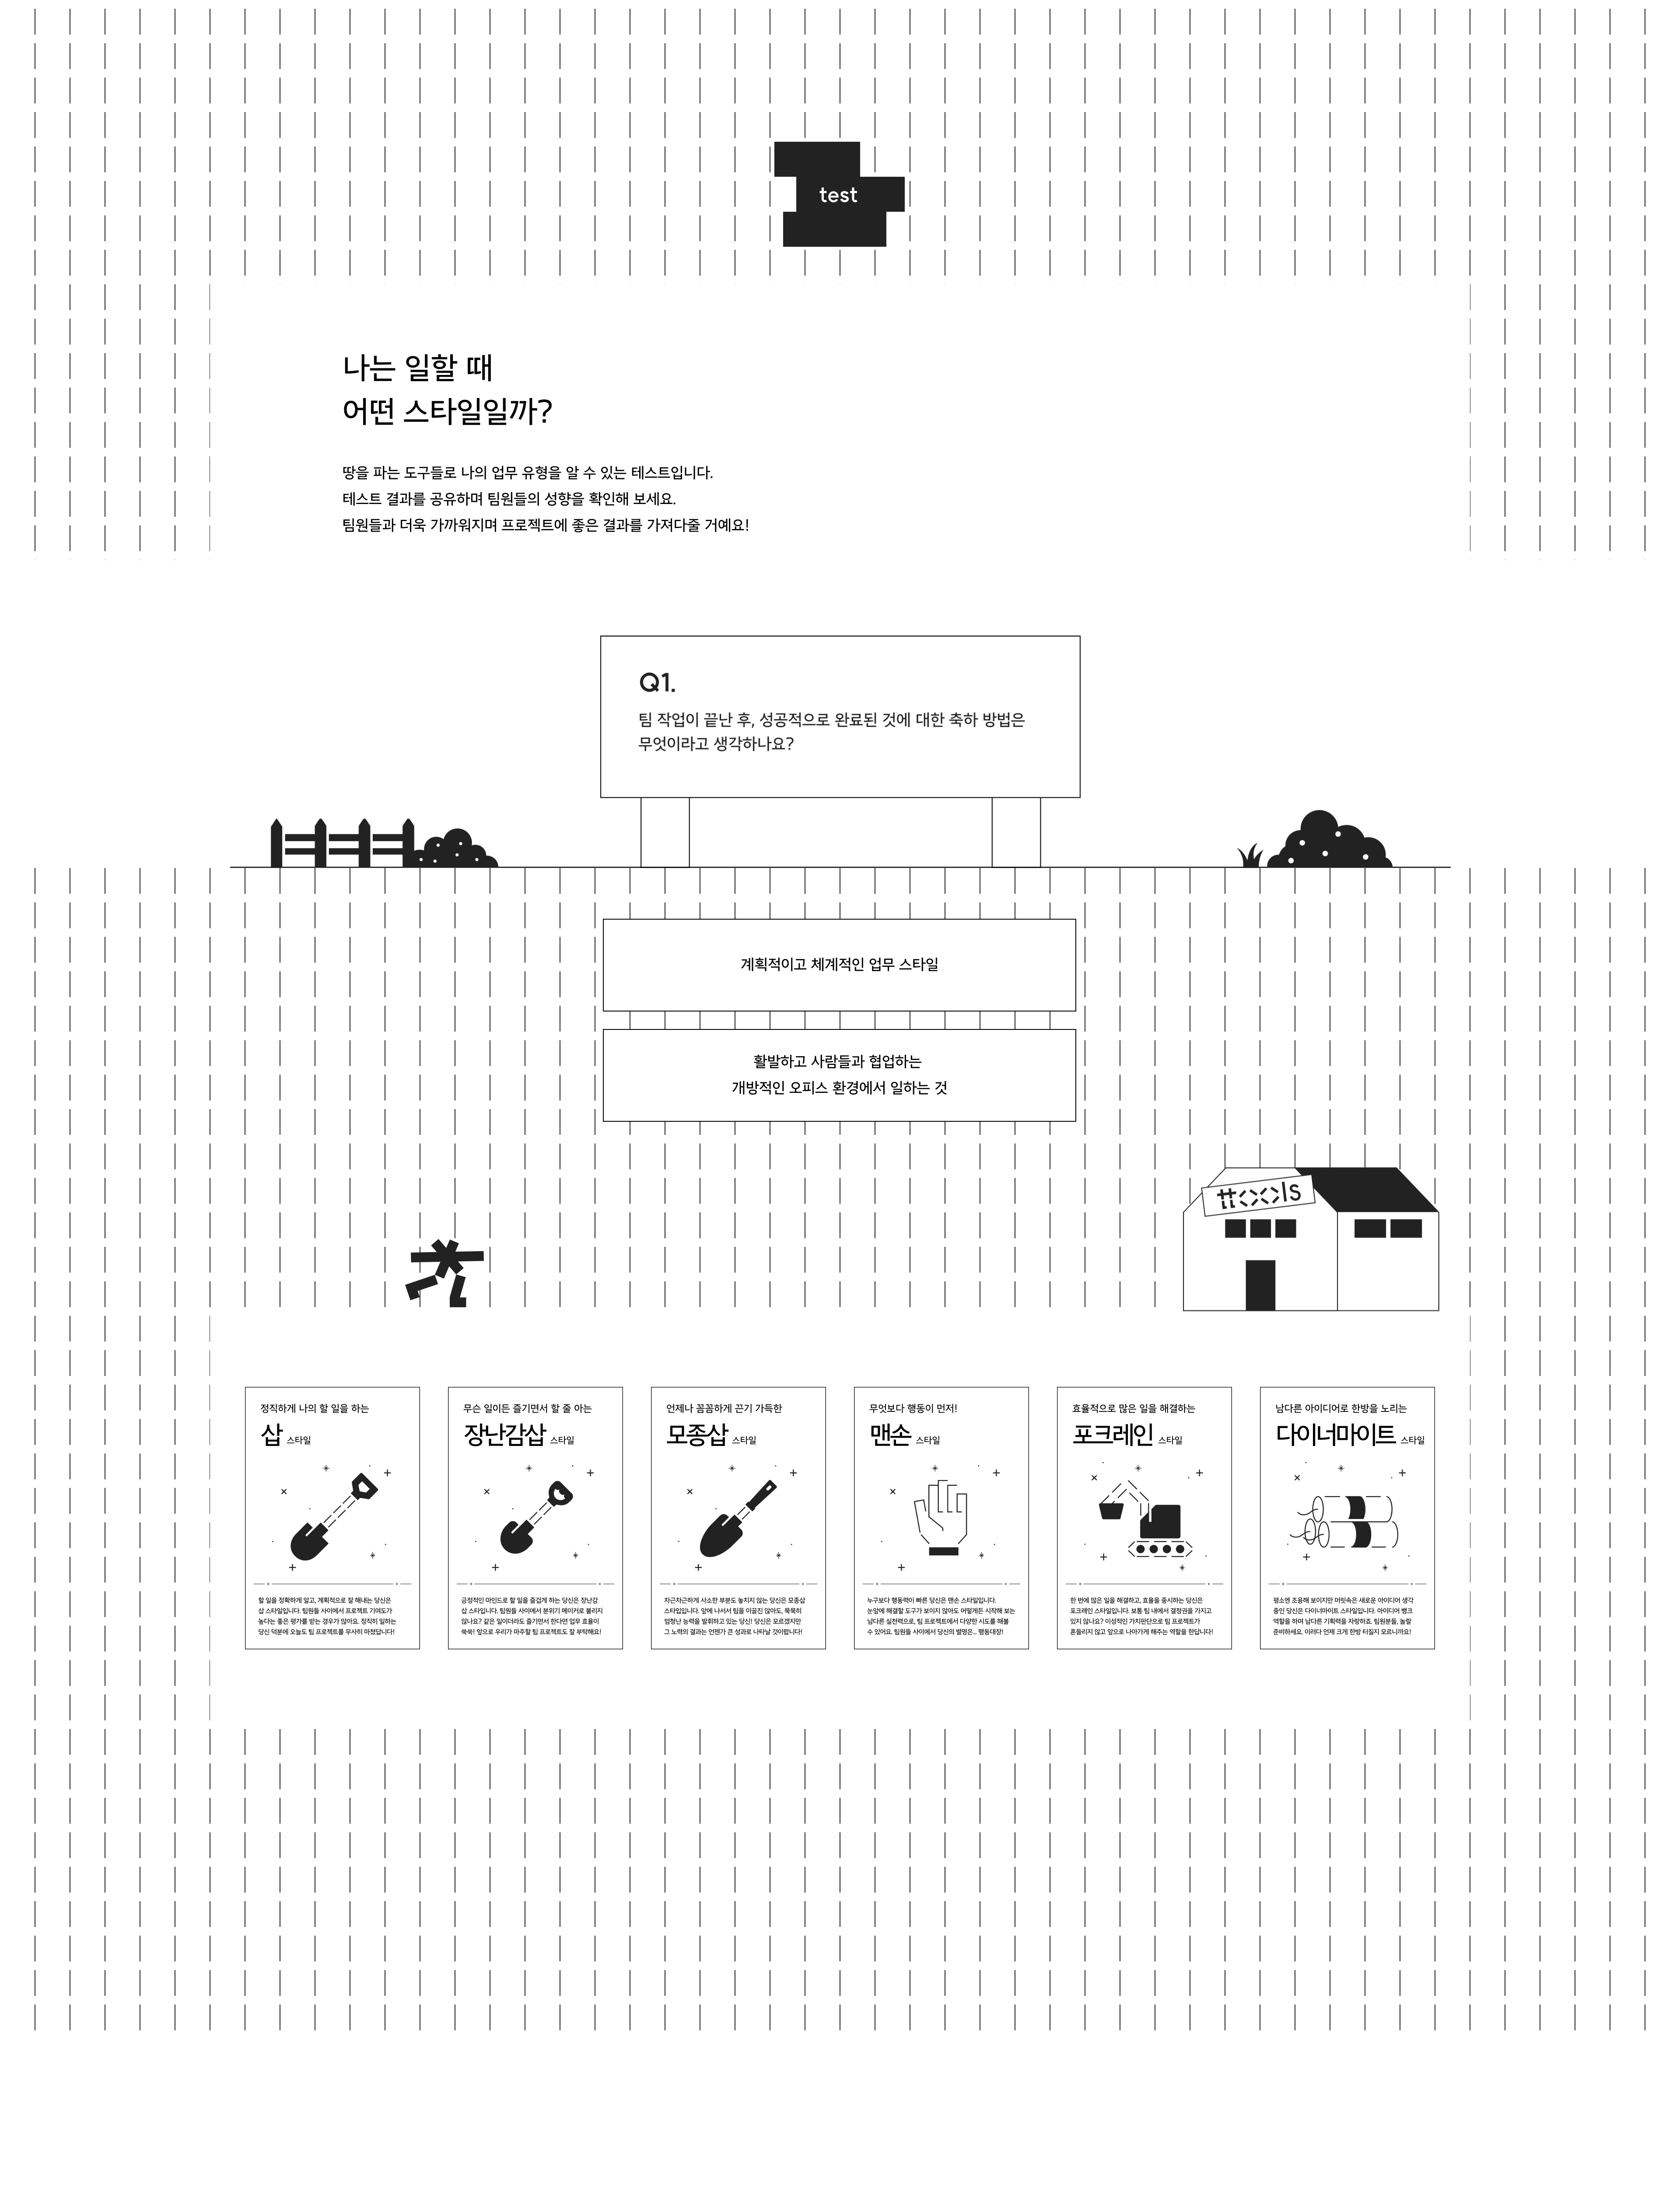 test
나는 일할 때
어떤 스타일일까?
땅을 파는 도구들로 나의 업무 유형을 알 수 있는 테스트입니다.
테스트 결과를 공유하며 팀원들의 성향을 확인해 보세요.
팀원들과 더욱 가까워지며 프로젝트에 좋은 결과를 가져다줄 거예요!
Q1.
팀 작업이 끝난 후, 성공적으로 완료된 것에 대한 축하 방법은
무엇이라고 생각하나요?
계획적이고 체계적인 업무 스타일
활발하고 사람들과 협업하는
개방적인 오피스 환경에서 일하는 것
ttools
정직하게 나의 할 일을 하는
삽 스타일
할 일을 정확하게 알고, 계획적으로 잘 해내는 당신은
삽 스타일입니다. 팀원들 사이에서 프로젝트 기여도가
높다는 좋은 평가를 받는 경우가 많아요. 정직히 일하는
당신 덕분에 오늘도 팀 프로젝트를 무사히 마쳤답니다!
무슨 일이든 즐기면서 할 줄 아는
장난감삽 스타일
긍정적인 마인드로 할 일을 즐겁게 하는 당신은 장난감
삽 스타일입니다. 팀원들 사이에서 분위기 메이커로 불리지
않나요? 같은 일이더라도 즐기면서 한다면 업무 효율이
쑥쑥! 앞으로 우리가 마주할 팀 프로젝트도 잘 부탁해요!
언제나 꼼꼼하게 끈기 가득한
모종삽 스타일
차근차근하게 사소한 부분도 놓치지 않는 당신은 모종삽
스타일입니다. 앞에 나서서 팀을 이끌진 않아도, 묵묵히
엄청난 능력을 발휘하고 있는 당신! 당신은 모르겠지만
그 노력의 결과는 언젠가 큰 성과로 나타날 것이랍니다!
무엇보다 행동이 먼저!
맨손 스타일
누구보다 행동력이 빠른 당신은 맨손 스타일입니다.
눈앞에 해결할 도구가 보이지 않아도 어떻게든 시작해 보는
남다른 실천력으로, 팀 프로젝트에서 다양한 시도를 해볼
수 있어요. 팀원들 사이에서 당신의 별명은... 행동대장!
효율적으로 많은 일을 해결하는
포크레인 스타일
한 번에 많은 일을 해결하고, 효율을 중시하는 당신은
포크레인 스타일입니다. 보통 팀 내에서 결정권을 가지고
있지 않나요? 이성적인 가치판단으로 팀 프로젝트가
흔들리지 않고 앞으로 나아가게 해주는 역할을 한답니다!
남다른 아이디어로 한방을 노리는
다이너마이트 스타일
평소엔 조용해 보이지만 머릿속은 새로운 아이디어 생각
중인 당신은 다이너마이트 스타일입니다. 아이디어 뱅크
역할을 하며 남다른 기획력을 자랑하죠. 팀원분들, 놀랄
준비하세요. 이러다 언제 크게 한방 터질지 모르니까요!